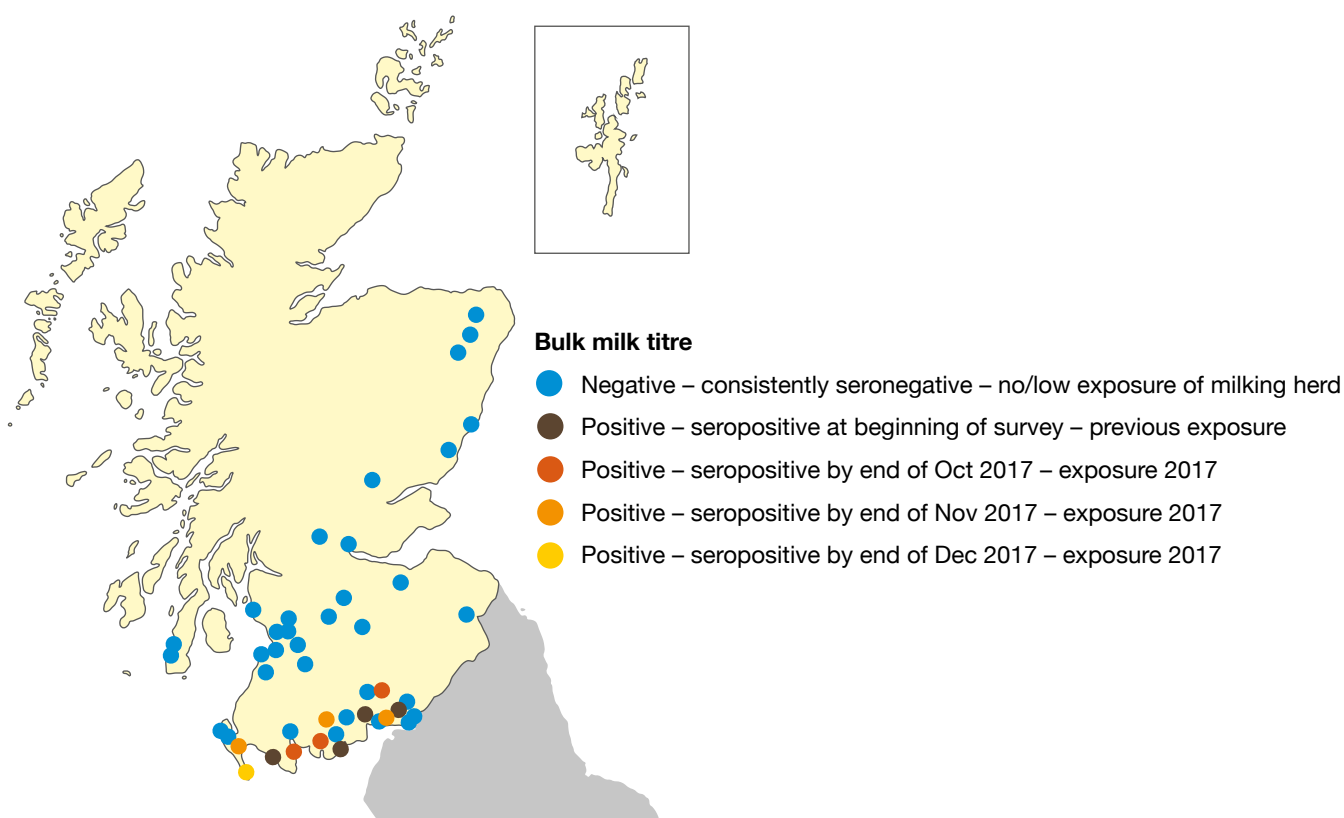 Bulk milk titre
Negative – consistently seronegative – no/low exposure of milking herd
Positive – seropositive at beginning of survey – previous exposure
Positive – seropositive by end of Oct 2017 – exposure 2017
Positive – seropositive by end of Nov 2017 – exposure 2017
Positive – seropositive by end of Dec 2017 – exposure 2017